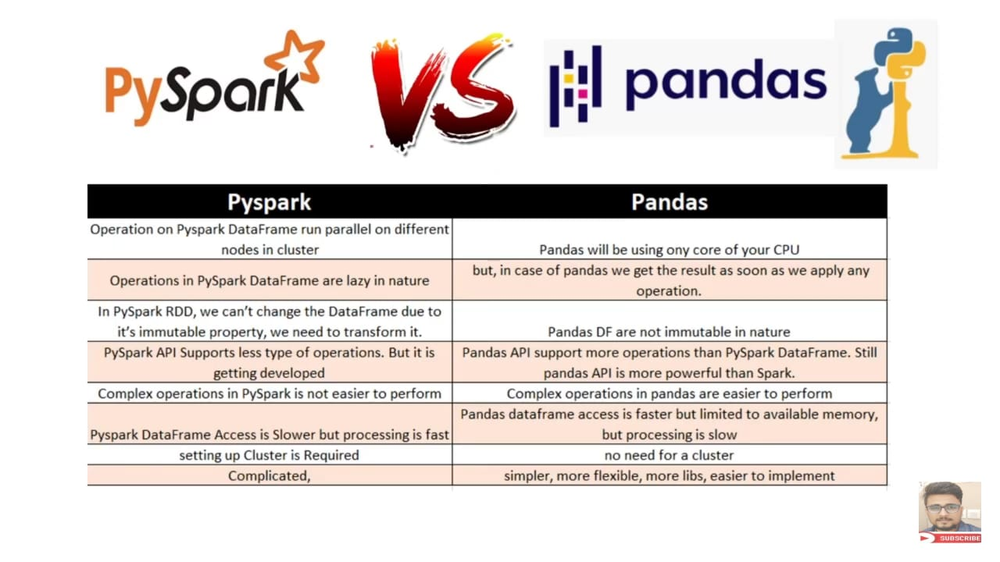 PySpark
VS
pandas
Pyspark
Pandas
Operation on Pyspark DataFrame run parallel on different
nodes in cluster
Pandas will be using ony core of your CPU
Operations in PySpark DataFrame are lazy in nature
but, in case of pandas we get the result as soon as we apply any
operation.
In PySpark RDD, we can’t change the DataFrame due to
it’s immutable property, we need to transform it.
Pandas DF are not immutable in nature
PySpark API Supports less type of operations. But it is
getting developed
Pandas API support more operations than PySpark DataFrame. Still
pandas API is more powerful than Spark.
Complex operations in PySpark is not easier to perform
Complex operations in pandas are easier to perform
Pyspark DataFrame Access is Slower but processing is fast
Pandas dataframe access is faster but limited to available memory,
but processing is slow
setting up Cluster is Required
no need for a cluster
Complicated,
simpler, more flexible, more libs, easier to implement
SUBSCRIBE